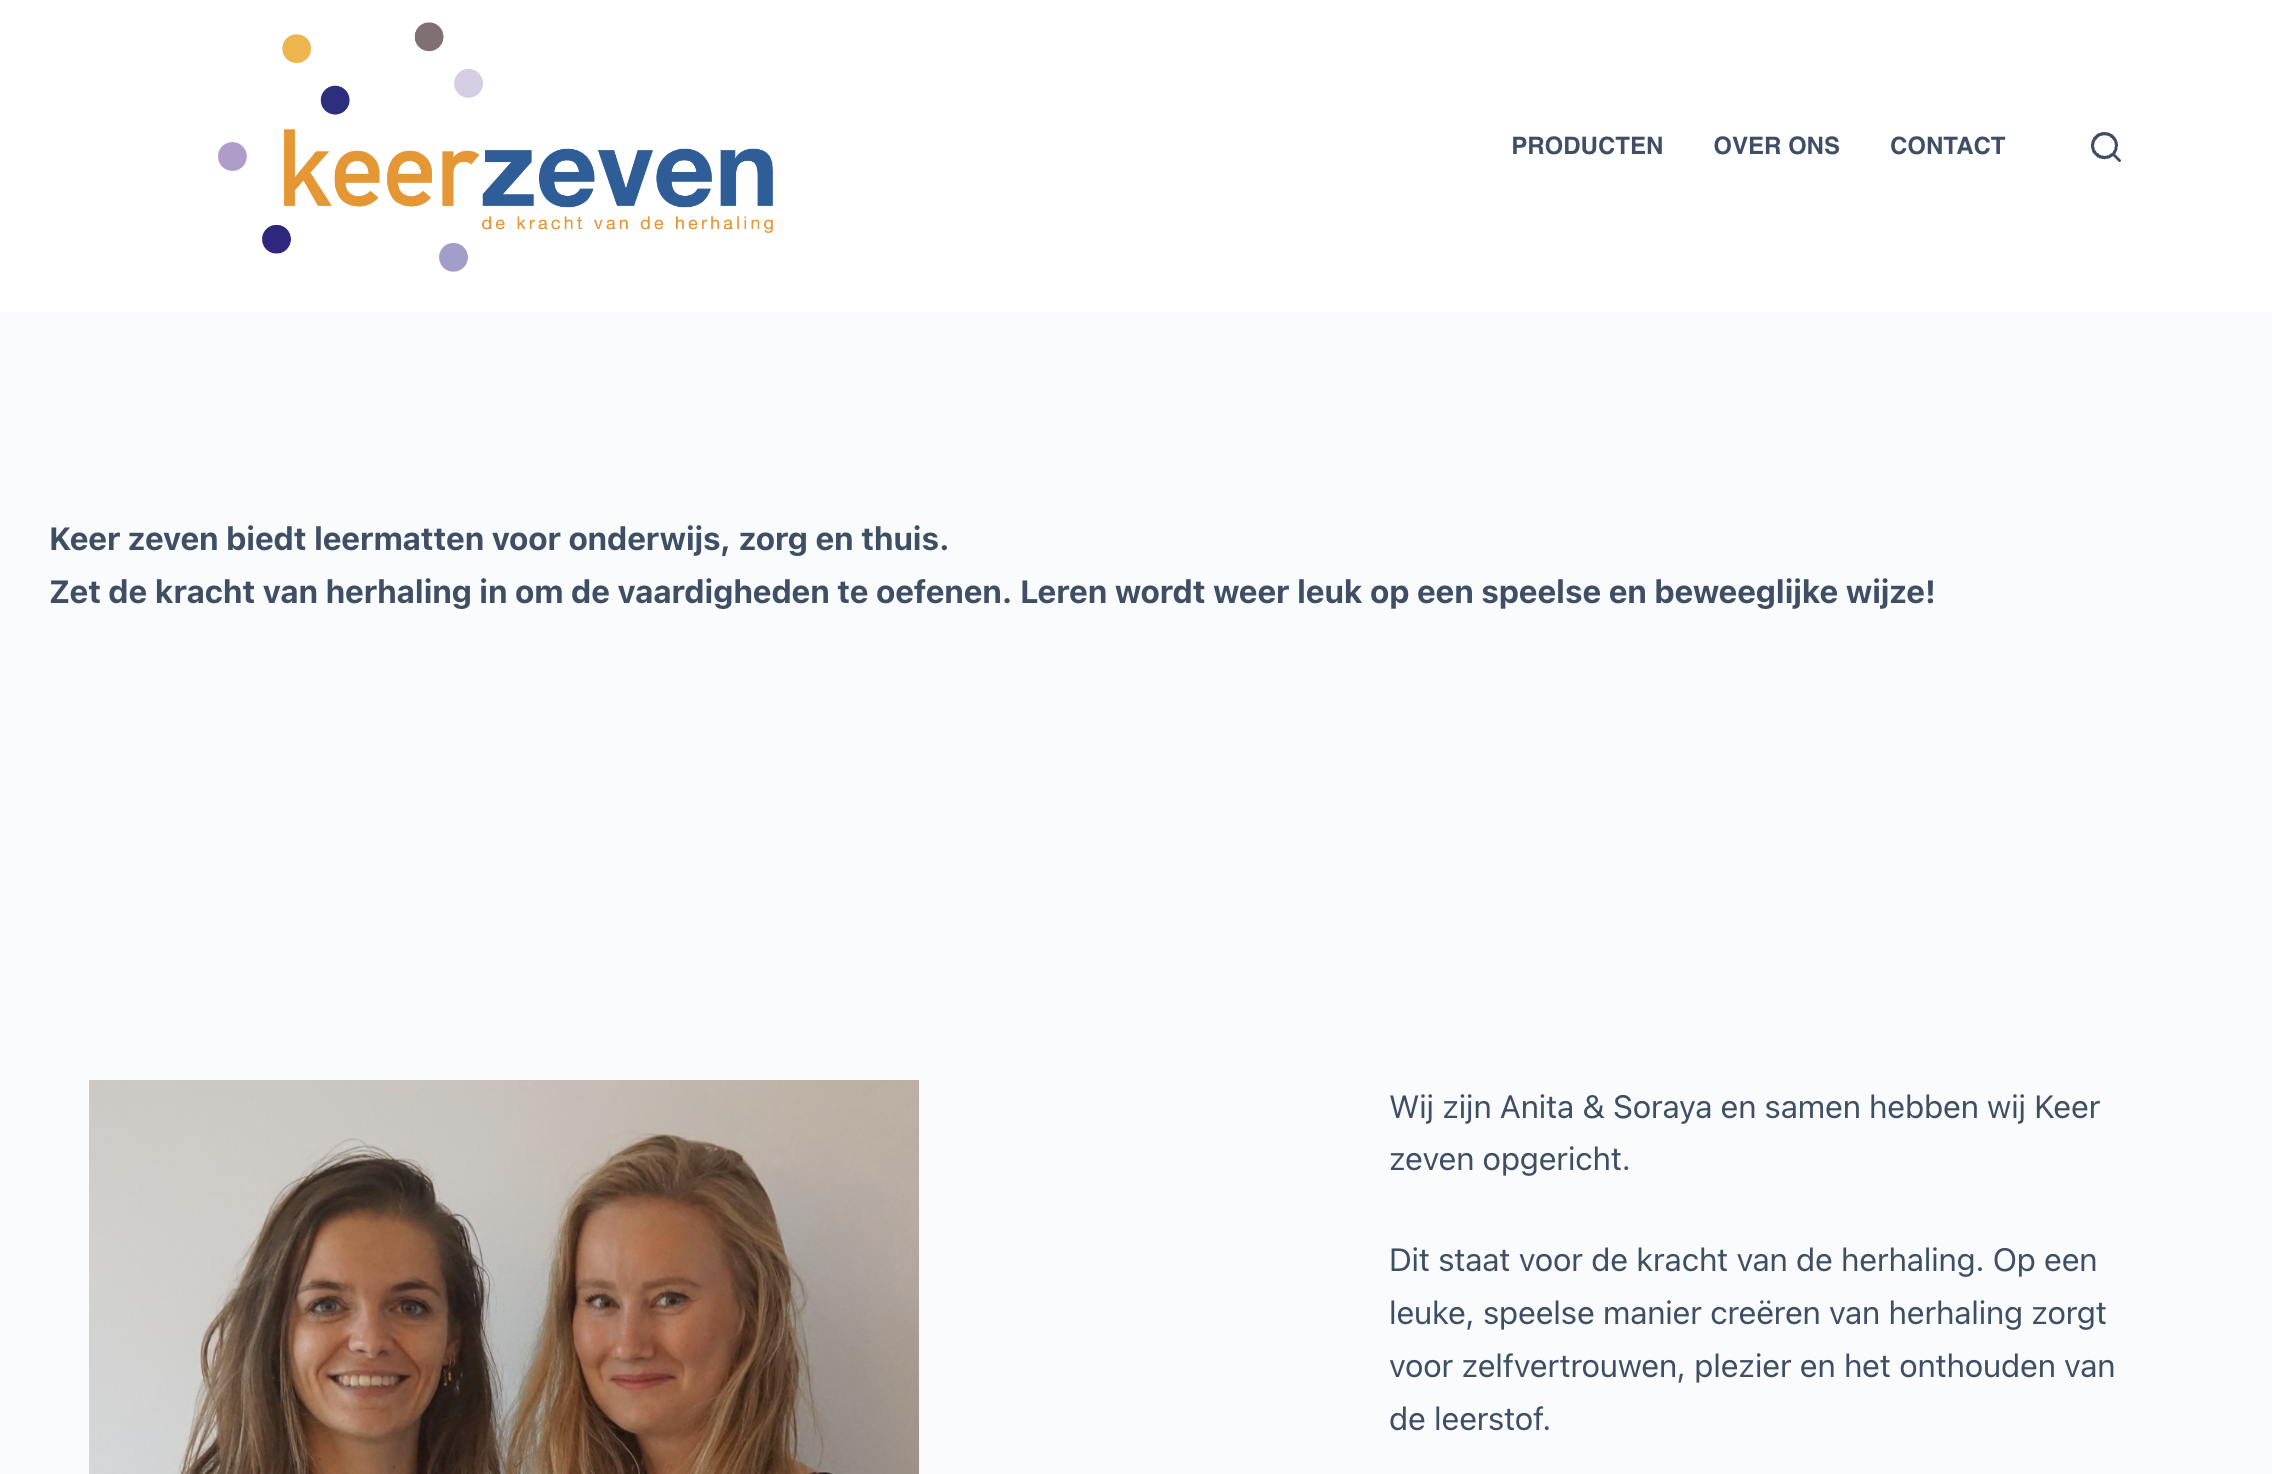 keerzeven
de kracht van de herhaling
PRODUCTEN OVER ONS CONTACT
Keer zeven biedt leermatten voor onderwijs, zorg en thuis.
Zet de kracht van herhaling in om de vaardigheden te oefenen. Leren wordt weer leuk op een speelse en beweeglijke wijze!
Wij zijn Anita & Soraya en samen hebben wij Keer
zeven opgericht.
Dit staat voor de kracht van de herhaling. Op een
leuke, speelse manier creëren van herhaling zorgt
voor zelfvertrouwen, plezier en het onthouden van
de leerstof.